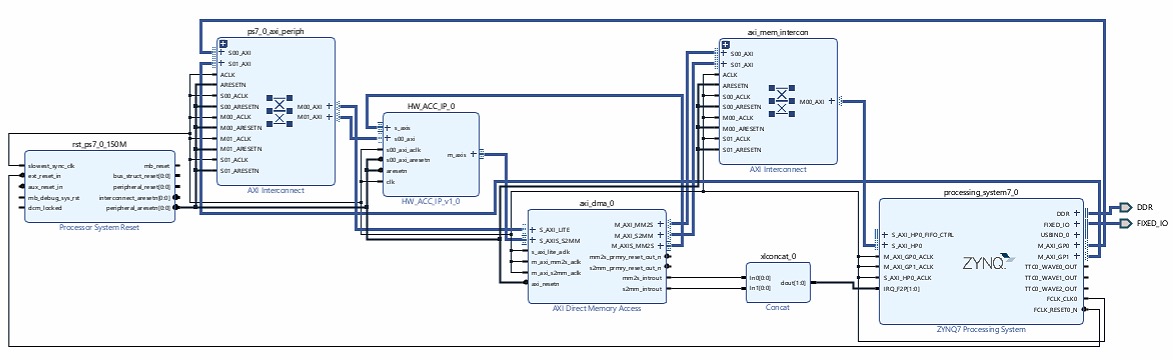 ps7_0_axi_periph
S00_AXI
S01_AXI
ACLK
ARESETN
S00_ACLK
S00_ARESETN
M00_ACLK
M00_ARESETN
M01_ACLK
M01_ARESETN
S01_ACLK
S01_ARESETN
M00_AXI
M01_AXI
AXI Interconnect
rst_ps7_0_150M
slowest_sync_clk
ext_reset_in
aux_reset_in
mb_debug_sys_rst
dcm_locked
mb_reset
bus_struct_reset[0:0]
peripheral_reset[0:0]
interconnect_aresetn[0:0]
peripheral_aresetn[0:0]
Processor System Reset
HW_ACC_IP_0
s_axis
s00_axi
s00_axi_aclk
s00_axi_aresetn
aresetn
clk
m_axis
HW_ACC_IP_v1_0
axi_mem_intercon
S00_AXI
S01_AXI
ACLK
ARESETN
S00_ACLK
S00_ARESETN
M00_ACLK
M00_ARESETN
S01_ACLK
S01_ARESETN
M00_AXI
AXI Interconnect
axi_dma_0
S_AXI_LITE
S_AXIS_S2MM
s_axi_lite_aclk
m_axi_mm2s_aclk
m_axi_s2mm_aclk
axi_resetn
M_AXI_MM2S
M_AXI_S2MM
M_AXIS_MM2S
mm2s_prmry_reset_out_n
s2mm_prmry_reset_out_n
mm2s_introut
s2mm_introut
AXI Direct Memory Access
xlconcat_0
In0[0:0]
In1[0:0]
dout[1:0]
Concat
processing_system7_0
S_AXI_HP0_FIFO_CTRL
S_AXI_HP0
M_AXI_GP0_ACLK
M_AXI_GP1_ACLK
S_AXI_HP0_ACLK
IRQ_F2P[1:0]
ZYNQ
DDR
FIXED_IO
USBIND_0
M_AXI_GP0
M_AXI_GP1
TTC0_WAVE0_OUT
TTC0_WAVE1_OUT
TTC0_WAVE2_OUT
FCLK_CLK0
FCLK_RESET0_N
ZYNQ7 Processing System
DDR
FIXED_IO